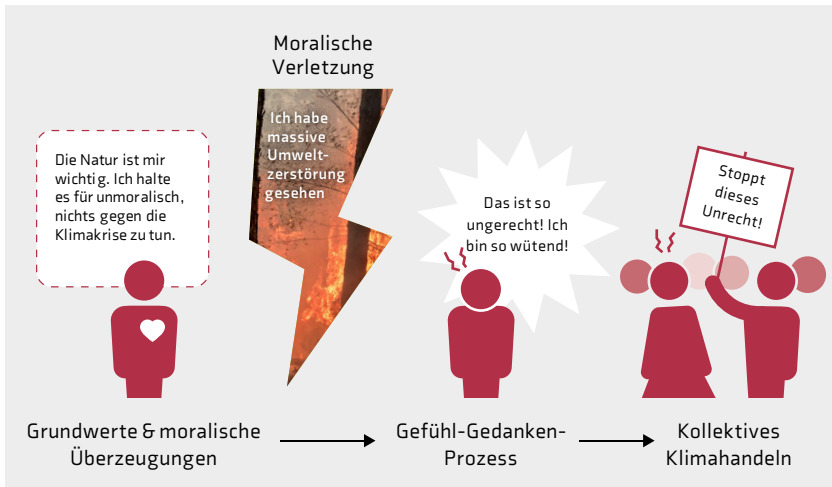 Moralische
Verletzung
Die Natur ist mir
wichtig. Ich halte
es für unmoralisch,
nichts gegen die
Klimakrise zu tun.
Ich habe
massive
Umwelt-
zerstörung
gesehen
Das ist so
ungerecht! Ich
bin so wütend!
Stoppt
dieses
Unrecht!
Grundwerte & moralische
Überzeugungen
Gefühl-Gedanken-
Prozess
Kollektives
Klimahandeln